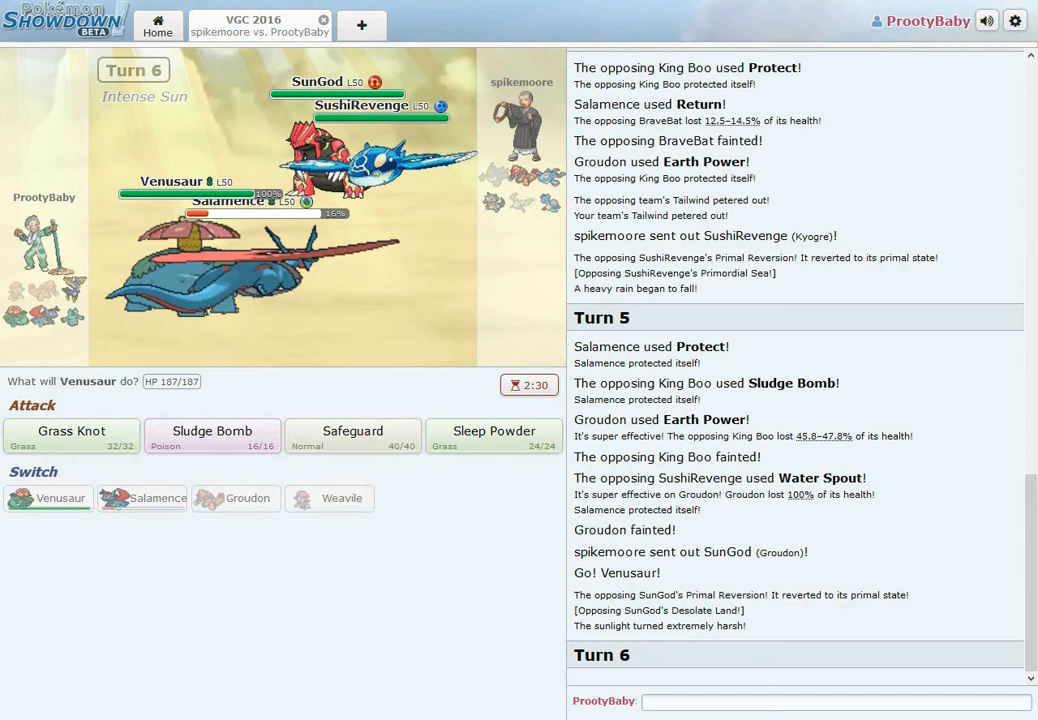 Pokémon
SHOWDOWN!
BETA
Home
VGC 2016
spikemoore vs. ProotyBaby
+
ProotyBaby
Turn 6
Intense Sun
SunGod L50
SushiRevenge L50
spikemoore
Venusaur L50
100%
Salamence L50
16%
ProotyBaby
What will Venusaur do? HP 187/187
2:30
Attack
Grass Knot
Grass 32/32
Sludge Bomb
Poison 16/16
Safeguard
Normal 40/40
Sleep Powder
Grass 24/24
Switch
Venusaur
Salamence
Groudon
Weavile
The opposing King Boo used Protect!
The opposing King Boo protected itself!
Salamence used Return!
The opposing BraveBat lost 12.5–14.5% of its health!
The opposing BraveBat fainted!
Groudon used Earth Power!
The opposing King Boo protected itself!
The opposing team's Tailwind petered out!
Your team's Tailwind petered out!
spikemoore sent out SushiRevenge (Kyogre)!
The opposing SushiRevenge's Primal Reversion! It reverted to its primal state!
[Opposing SushiRevenge's Primordial Sea!]
A heavy rain began to fall!
Turn 5
Salamence used Protect!
Salamence protected itself!
The opposing King Boo used Sludge Bomb!
Salamence protected itself!
Groudon used Earth Power!
It's super effective! The opposing King Boo lost 45.8–47.8% of its health!
The opposing King Boo fainted!
The opposing SushiRevenge used Water Spout!
It's super effective on Groudon! Groudon lost 100% of its health!
Salamence protected itself!
Groudon fainted!
spikemoore sent out SunGod (Groudon)!
Go! Venusaur!
The opposing SunGod's Primal Reversion! It reverted to its primal state!
[Opposing SunGod's Desolate Land!]
The sunlight turned extremely harsh!
Turn 6
ProotyBaby: